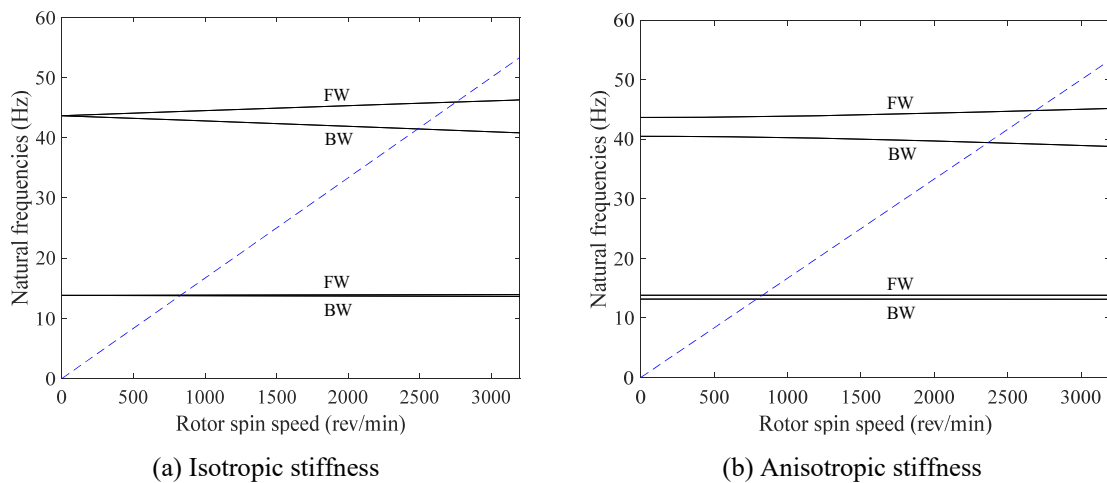 60
50
40
30
20
10
0
Natural frequencies (Hz)
FW
BW
FW
BW
0 500 1000 1500 2000 2500 3000
Rotor spin speed (rev/min)
(a) Isotropic stiffness
60
50
40
30
20
10
0
Natural frequencies (Hz)
FW
BW
FW
BW
0 500 1000 1500 2000 2500 3000
Rotor spin speed (rev/min)
(b) Anisotropic stiffness